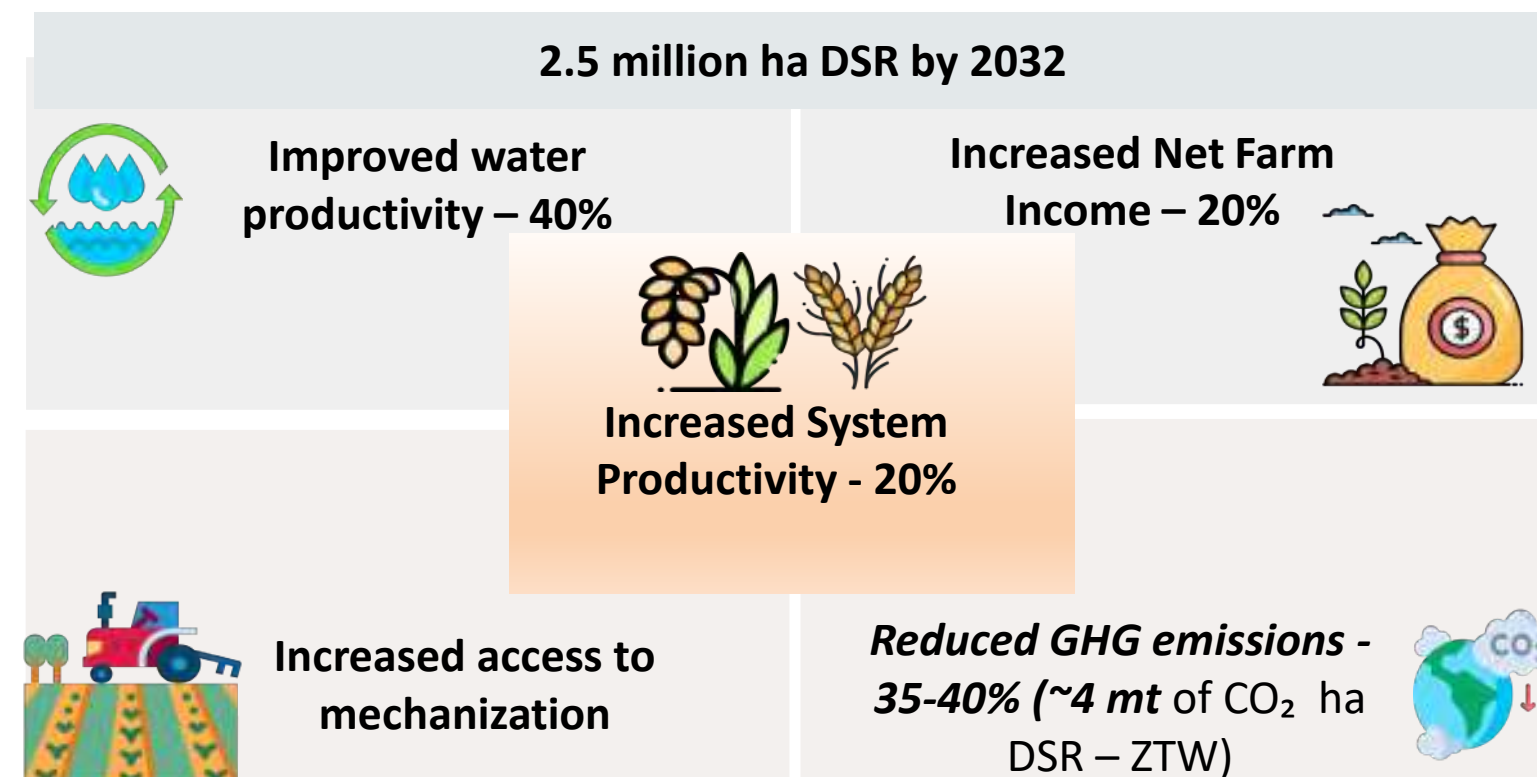 2.5 million ha DSR by 2032
Improved water
productivity – 40%
Increased Net Farm
Income – 20%
$
Increased System
Productivity - 20%
Increased access to
mechanization
Reduced GHG emissions -
35-40% (~4 mt of CO₂ ha
DSR – ZTW)
CO₂